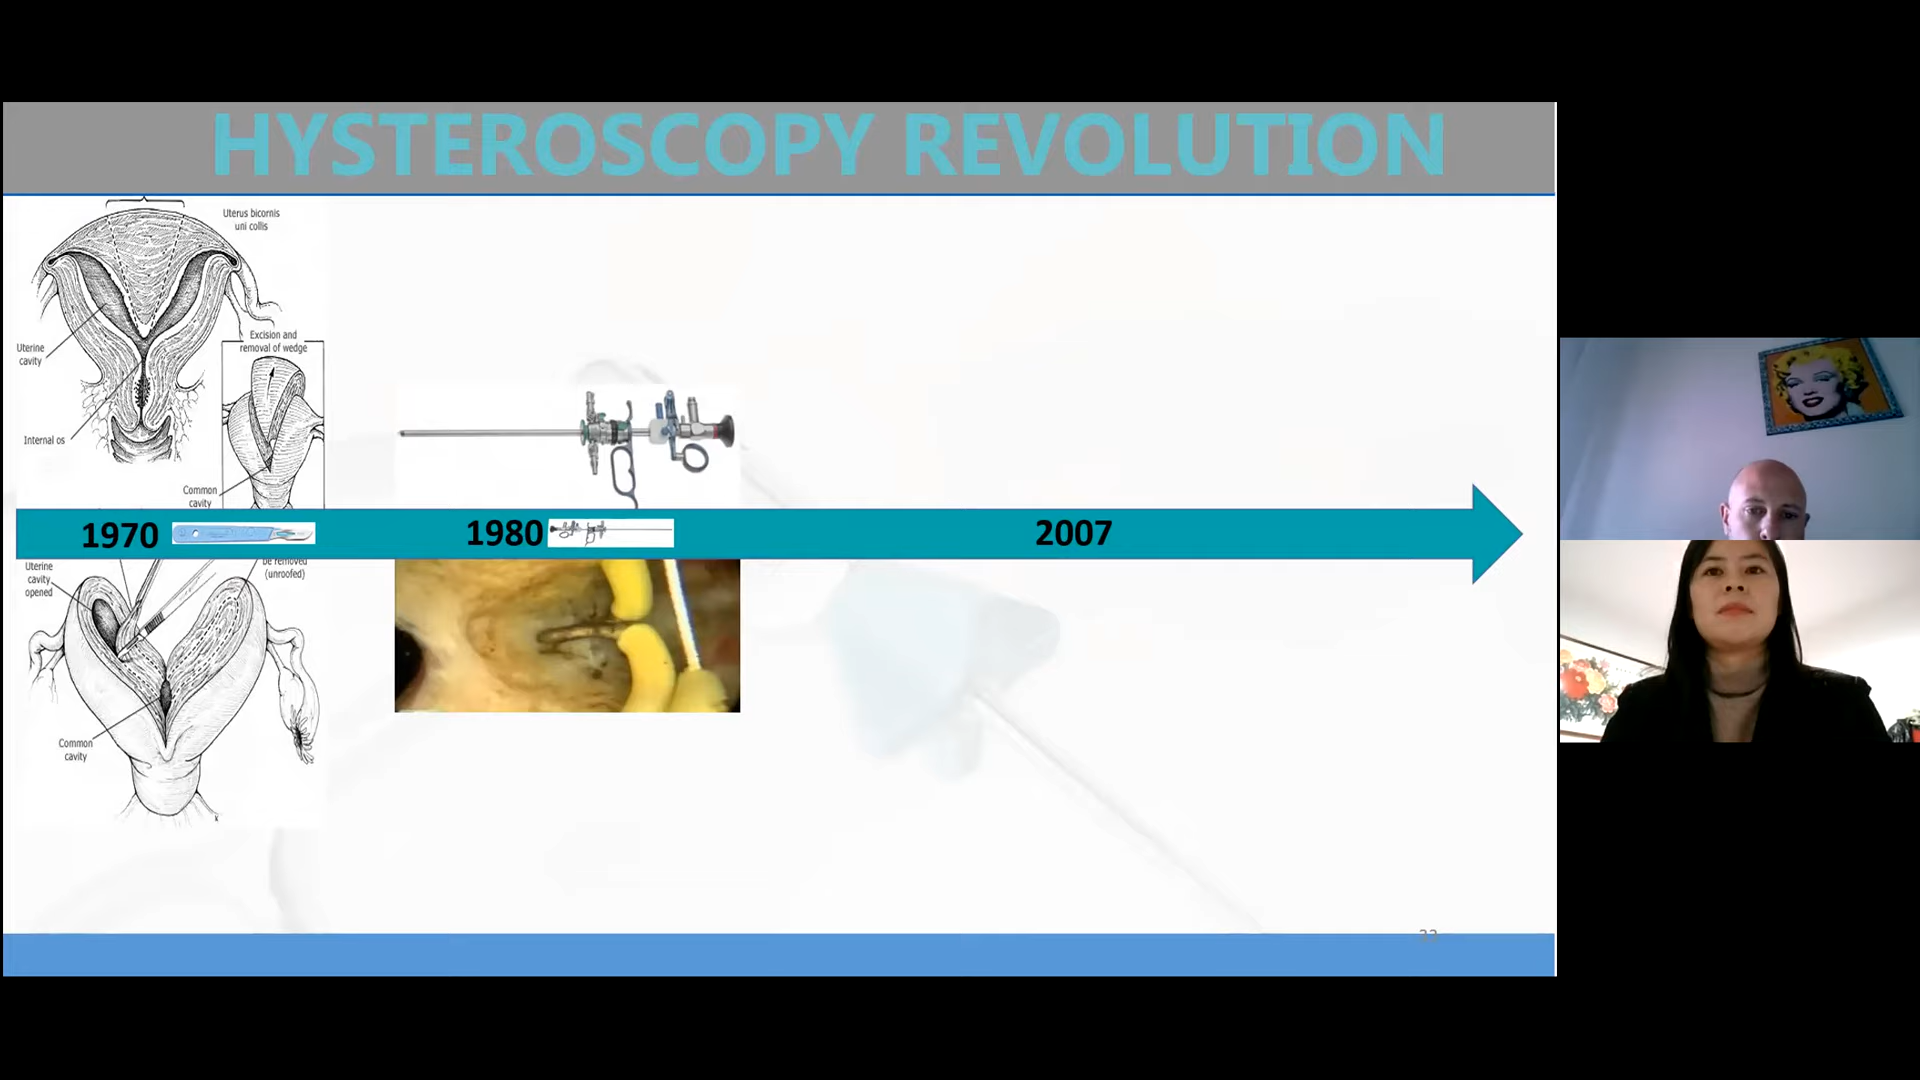 HYSTEROSCOPY REVOLUTION
Uterus bicornis
uni collis
Excision and
removal of wedge
Uterine
cavity
Internal os
Common
cavity
1970
1980
2007
Uterine
cavity
opened
be removed
(unroofed)
Common
cavity